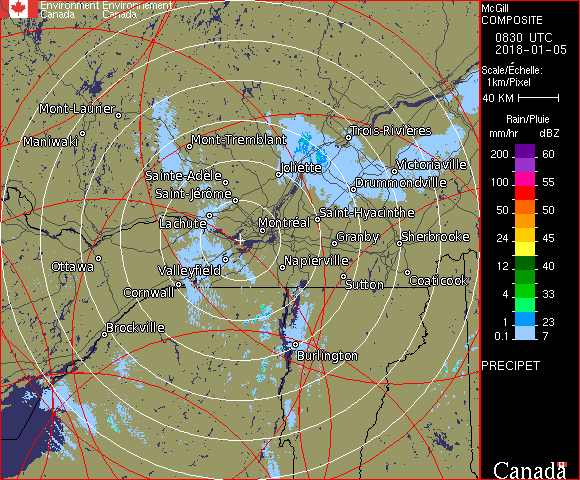 Environment Environnement
Canada Canada
McGill
COMPOSITE
0830 UTC
2018-01-05
Scale/Échelle:
1km/Pixel
40 KM
Rain/Pluie
mm/hr dBZ
200 60
100 55
50 50
24 45
12 40
4 33
1 23
0.1 7
PRECIPET
Canada
Mont-Laurier
Maniwaki
Mont-Tremblant
Trois-Rivières
Joliette
Victoriaville
Sainte-Adèle
Drummondville
Saint-Jérôme
Saint-Hyacinthe
Lachute
Montréal
Granby
Sherbrooke
Ottawa
Valleyfield
Napierville
Cornwall
Sutton
Coaticook
Brockville
Burlington